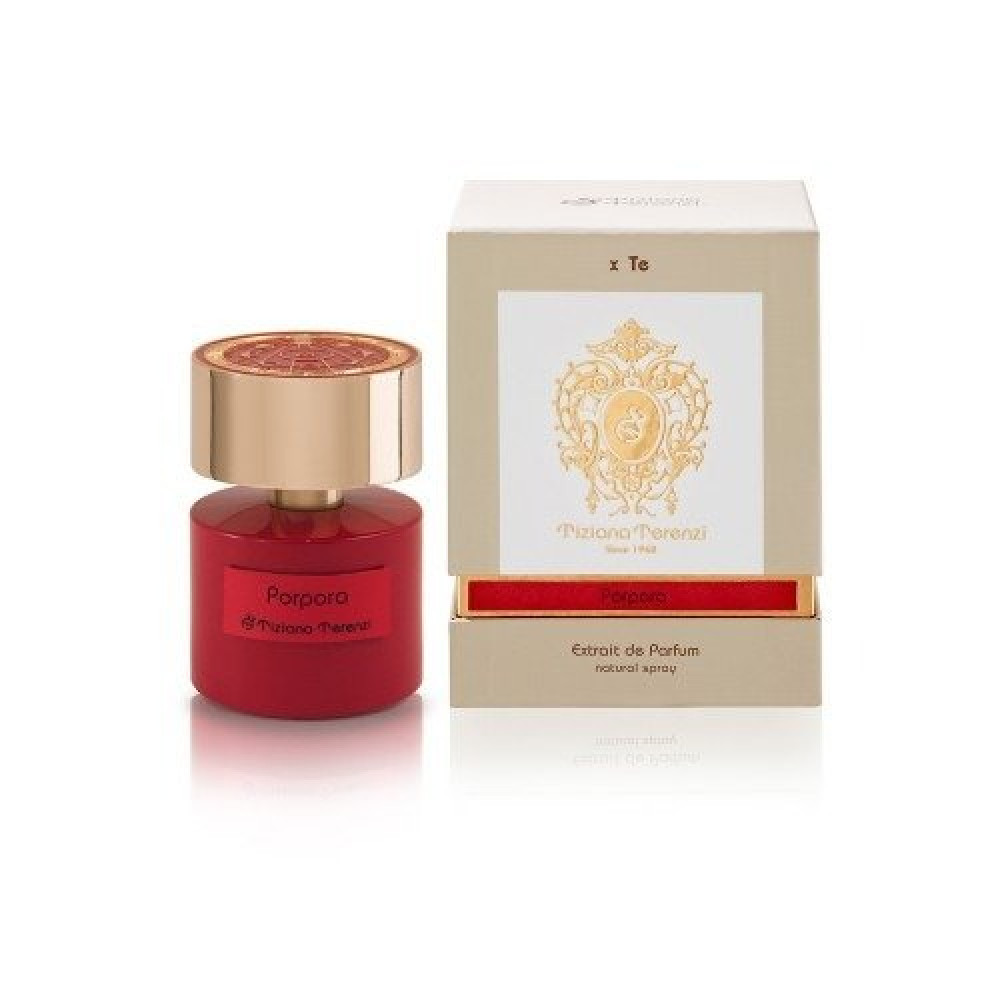 x Te
Tiziana Terenzi
Since 1968
Porpora
Extrait de Parfum
natural spray
Porpora
Tiziana Terenzi